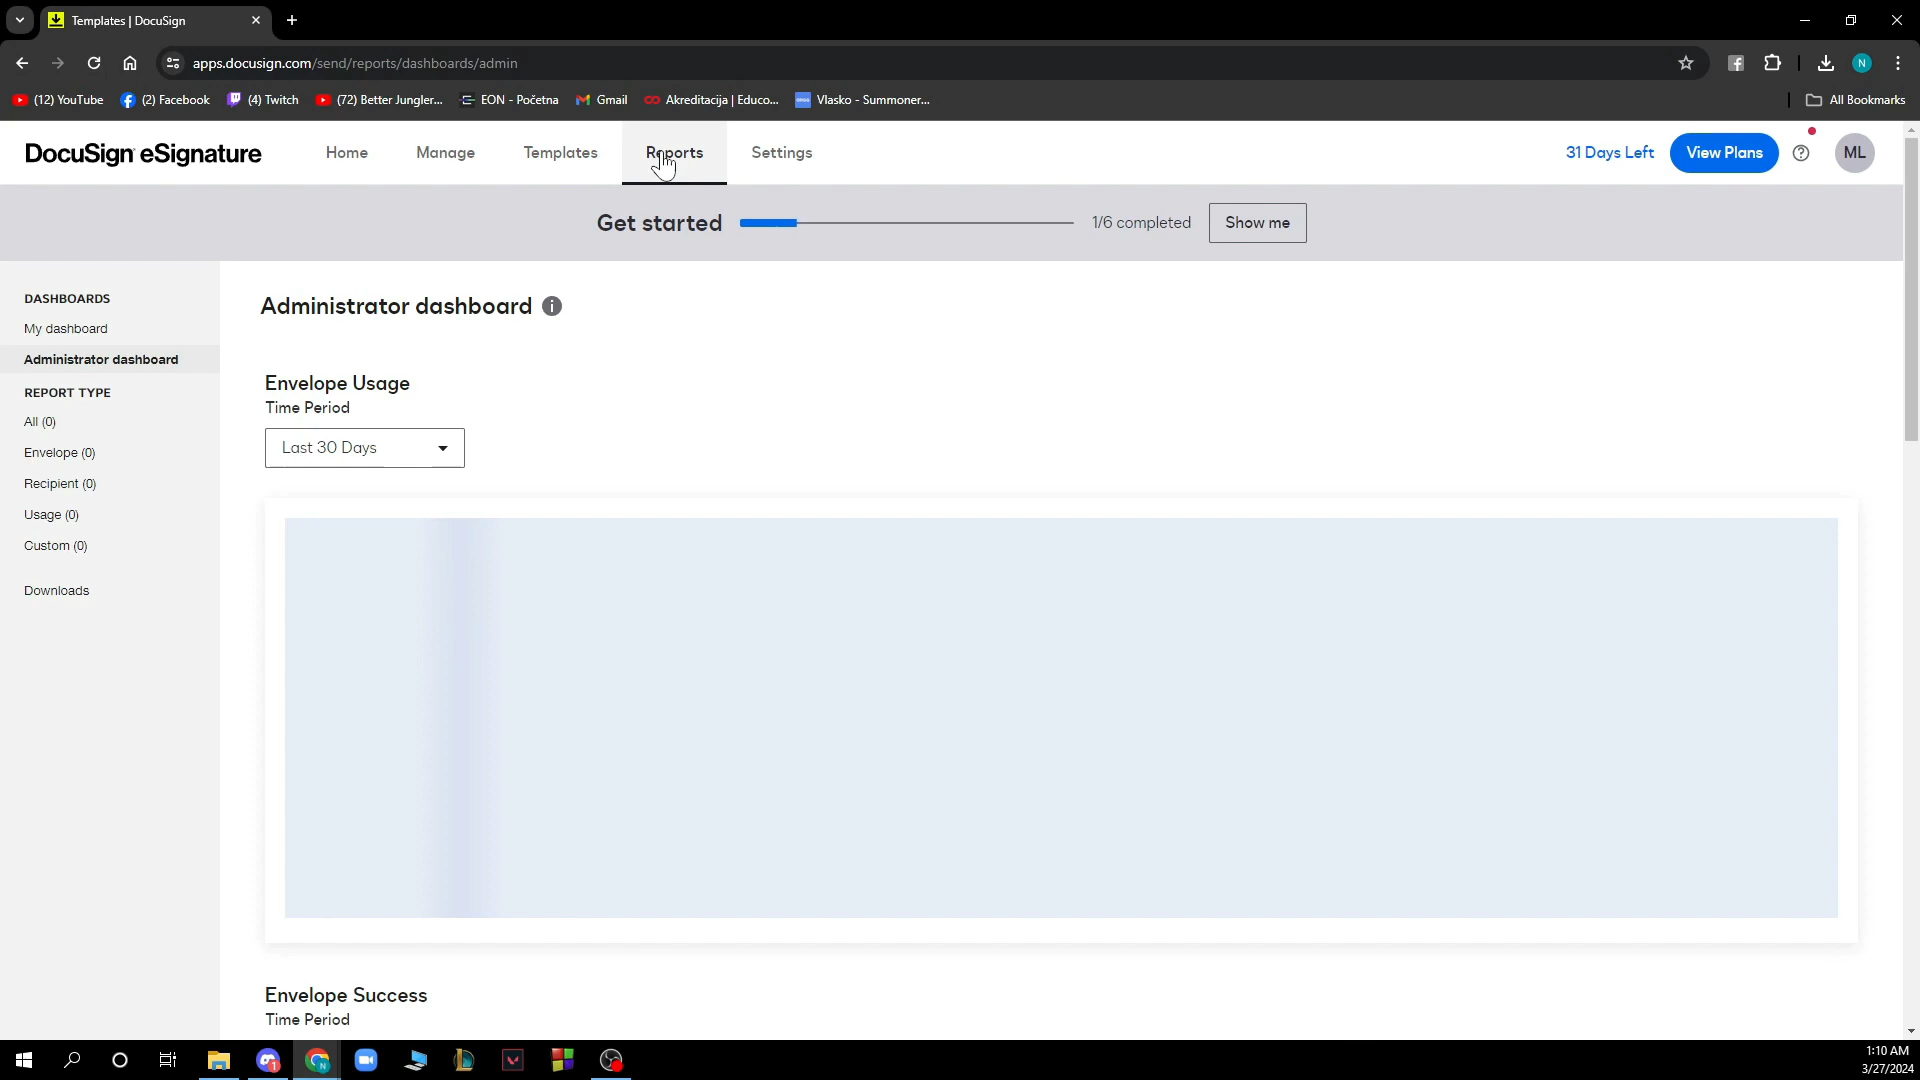 Templates | DocuSign
apps.docusign.com/send/reports/dashboards/admin
(12) YouTube
(2) Facebook
(4) Twitch
(72) Better Jungler...
EON - Početna
Gmail
Akreditacija | Educo...
Vlasko - Summoner...
All Bookmarks
DocuSign eSignature
Home
Manage
Templates
Reports
Settings
31 Days Left
View Plans
ML
Get started
1/6 completed
Show me
DASHBOARDS
My dashboard
Administrator dashboard
REPORT TYPE
All (0)
Envelope (0)
Recipient (0)
Usage (0)
Custom (0)
Downloads
Administrator dashboard
Envelope Usage
Time Period
Last 30 Days
Envelope Success
Time Period
1:10 AM
3/27/2024